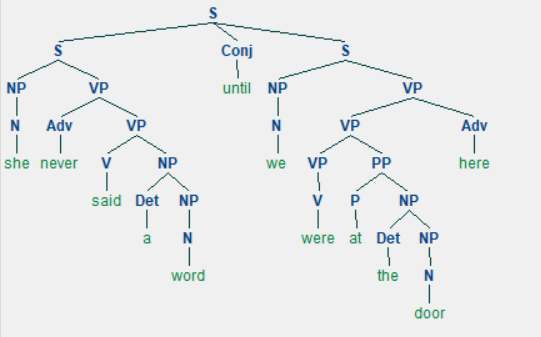 S
S Conj S
NP VP until NP VP
N Adv VP N VP Adv
she never V NP we VP PP here
said Det NP V P NP
a N were at Det NP
word the N
door